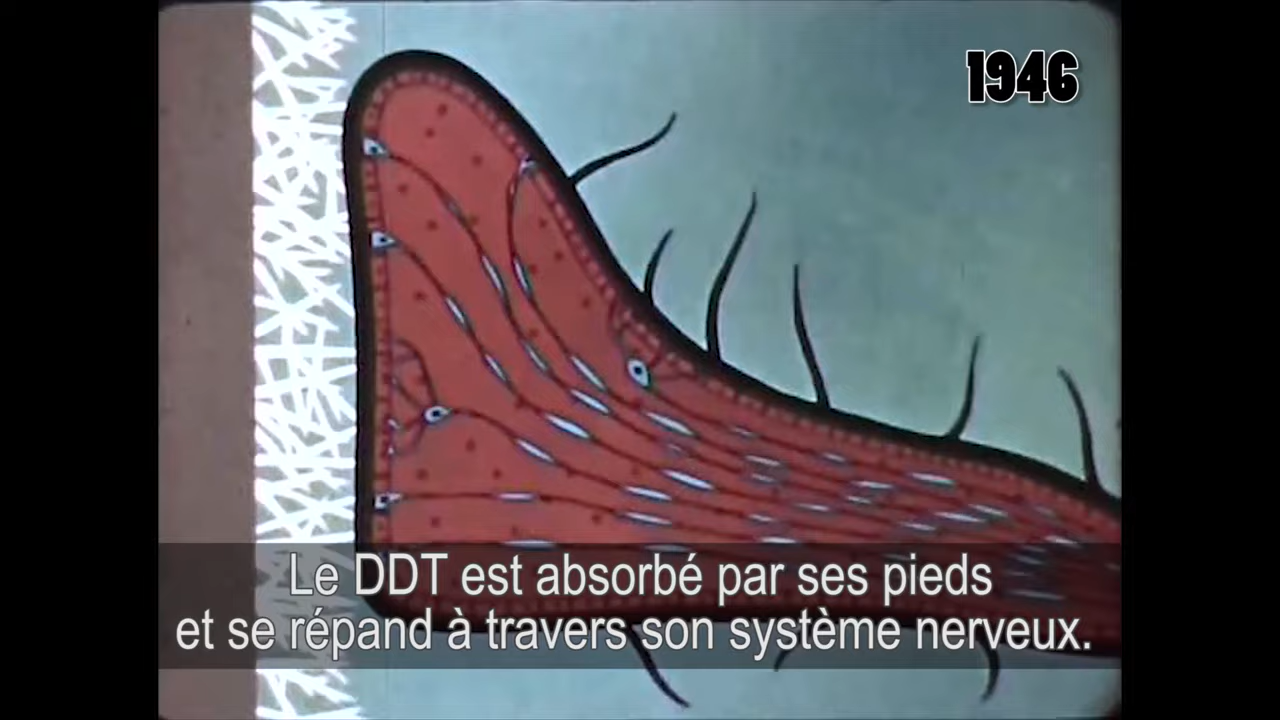 1946
Le DDT est absorbé par ses pieds
et se répand à travers son système nerveux.